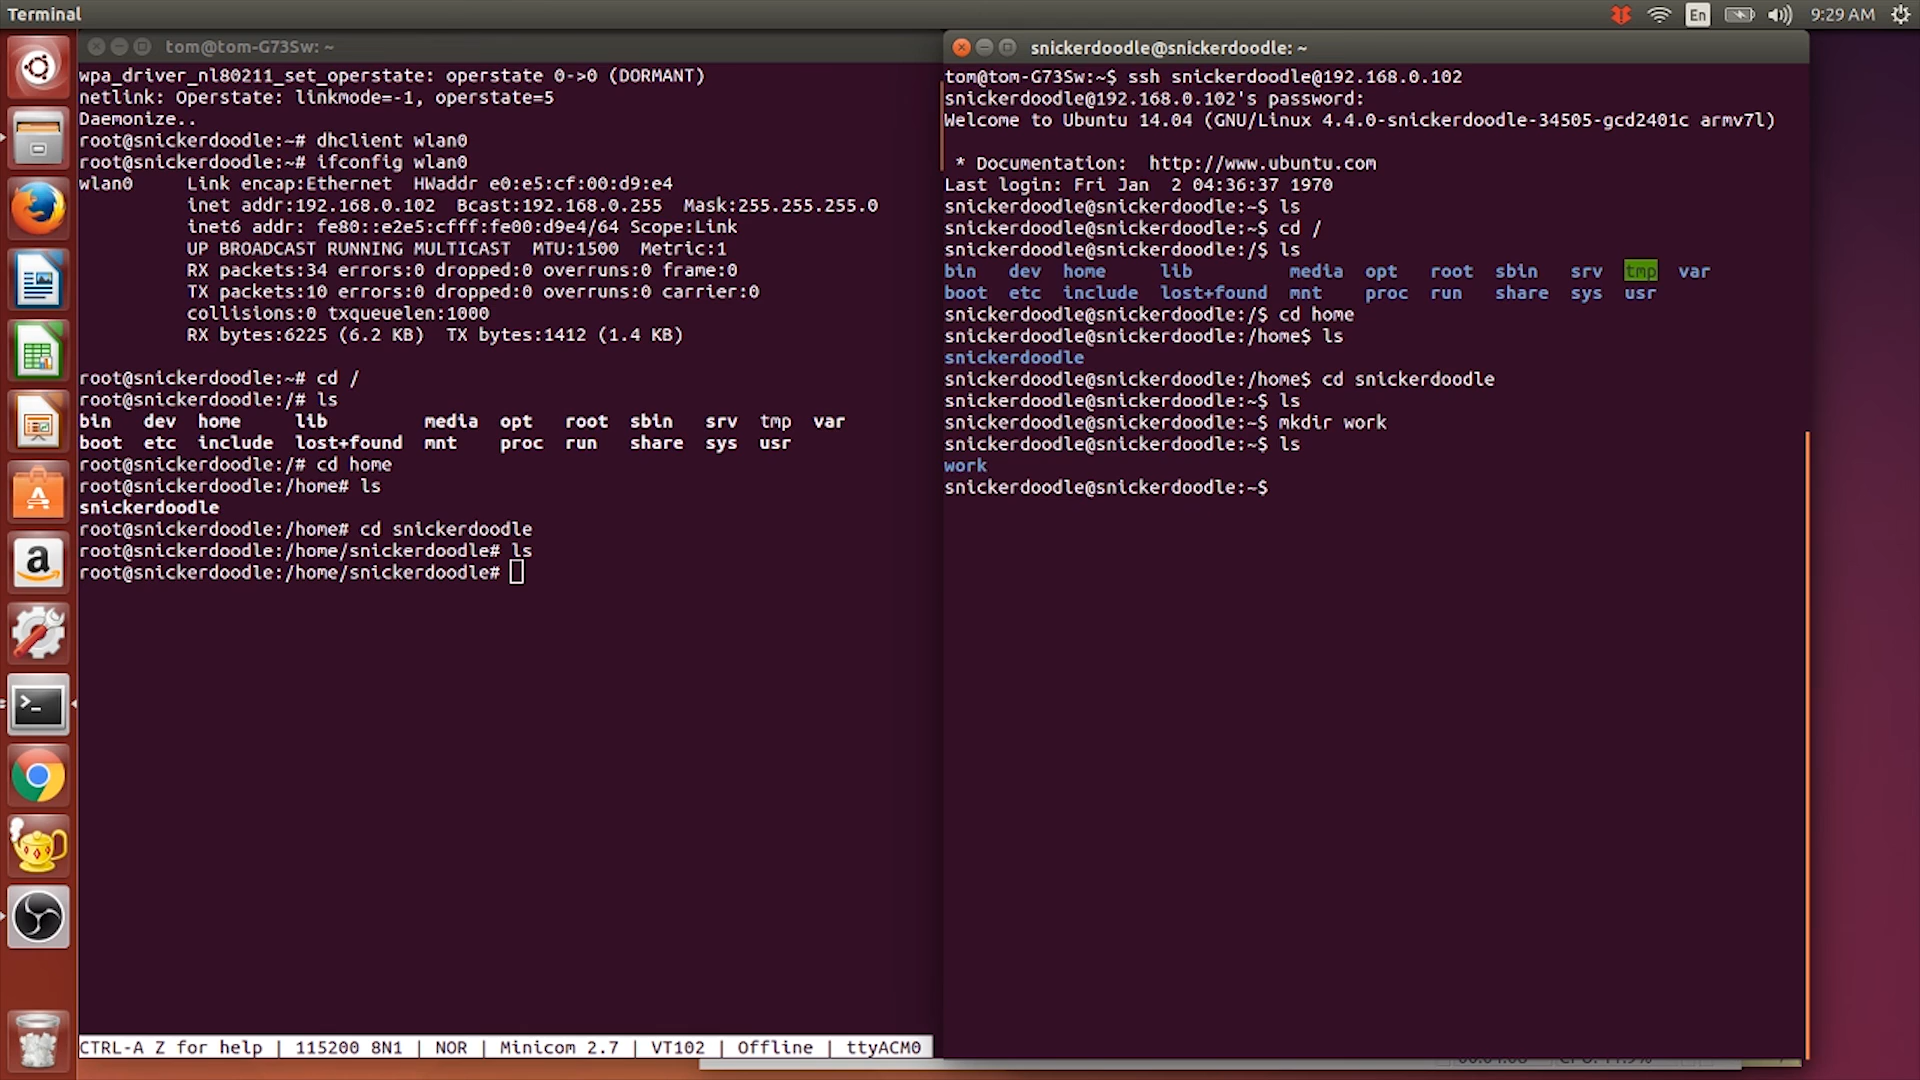 Terminal
En
9:29 AM
tom@tom-G73Sw: ~
wpa_driver_nl80211_set_operstate: operstate 0->0 (DORMANT)
netlink: Operstate: linkmode=-1, operstate=5
Daemonize..
root@snickerdoodle:~# dhclient wlan0
root@snickerdoodle:~# ifconfig wlan0
wlan0     Link encap:Ethernet  HWaddr e0:e5:cf:00:d9:e4
          inet addr:192.168.0.102  Bcast:192.168.0.255  Mask:255.255.255.0
          inet6 addr: fe80::e2e5:cfff:fe00:d9e4/64 Scope:Link
          UP BROADCAST RUNNING MULTICAST  MTU:1500  Metric:1
          RX packets:34 errors:0 dropped:0 overruns:0 frame:0
          TX packets:10 errors:0 dropped:0 overruns:0 carrier:0
          collisions:0 txqueuelen:1000
          RX bytes:6225 (6.2 KB)  TX bytes:1412 (1.4 KB)
root@snickerdoodle:~# cd /
root@snickerdoodle:/# ls
bin   dev  home     lib         media  opt   root  sbin   srv  tmp  var
boot  etc  include  lost+found  mnt    proc  run   share  sys  usr
root@snickerdoodle:/# cd home
root@snickerdoodle:/home# ls
snickerdoodle
root@snickerdoodle:/home# cd snickerdoodle
root@snickerdoodle:/home/snickerdoodle# ls
root@snickerdoodle:/home/snickerdoodle#
CTRL-A Z for help | 115200 8N1 | NOR | Minicom 2.7 | VT102 | Offline | ttyACM0
snickerdoodle@snickerdoodle: ~
tom@tom-G73Sw:~$ ssh snickerdoodle@192.168.0.102
snickerdoodle@192.168.0.102's password:
Welcome to Ubuntu 14.04 (GNU/Linux 4.4.0-snickerdoodle-34505-gcd2401c armv7l)
 * Documentation:  http://www.ubuntu.com
Last login: Fri Jan  2 04:36:37 1970
snickerdoodle@snickerdoodle:~$ ls
snickerdoodle@snickerdoodle:~$ cd /
snickerdoodle@snickerdoodle:/$ ls
bin   dev  home     lib         media  opt   root  sbin   srv  tmp  var
boot  etc  include  lost+found  mnt    proc  run   share  sys  usr
snickerdoodle@snickerdoodle:/$ cd home
snickerdoodle@snickerdoodle:/home$ ls
snickerdoodle
snickerdoodle@snickerdoodle:/home$ cd snickerdoodle
snickerdoodle@snickerdoodle:~$ ls
snickerdoodle@snickerdoodle:~$ mkdir work
snickerdoodle@snickerdoodle:~$ ls
work
snickerdoodle@snickerdoodle:~$